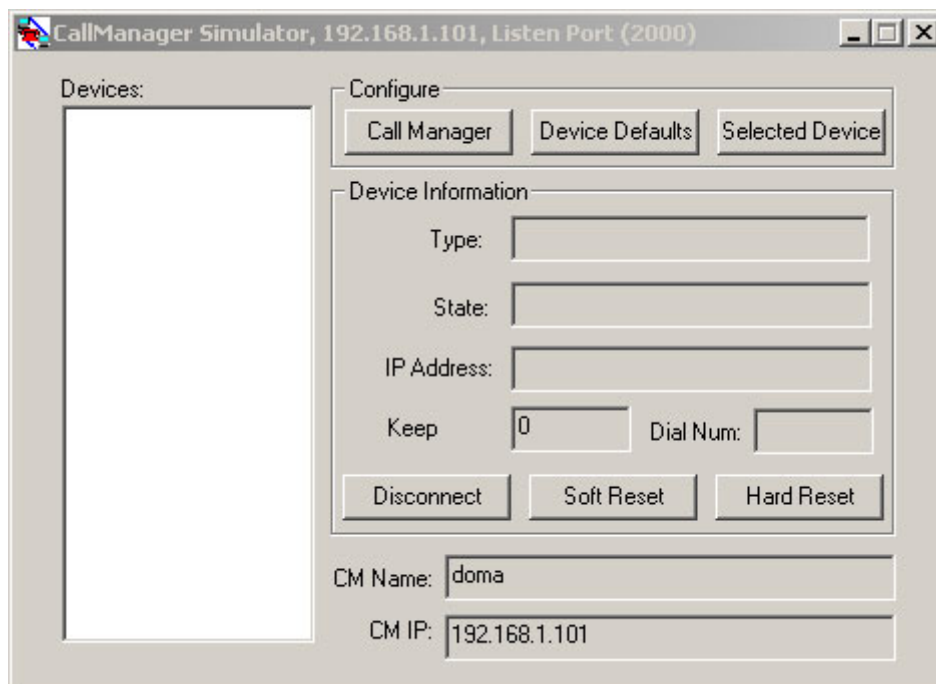 CallManager Simulator, 192.168.1.101, Listen Port (2000)
Devices:
Configure
Call Manager
Device Defaults
Selected Device
Device Information
Type:
State:
IP Address:
Keep
0
Dial Num:
Disconnect
Soft Reset
Hard Reset
CM Name:
doma
CM IP:
192.168.1.101